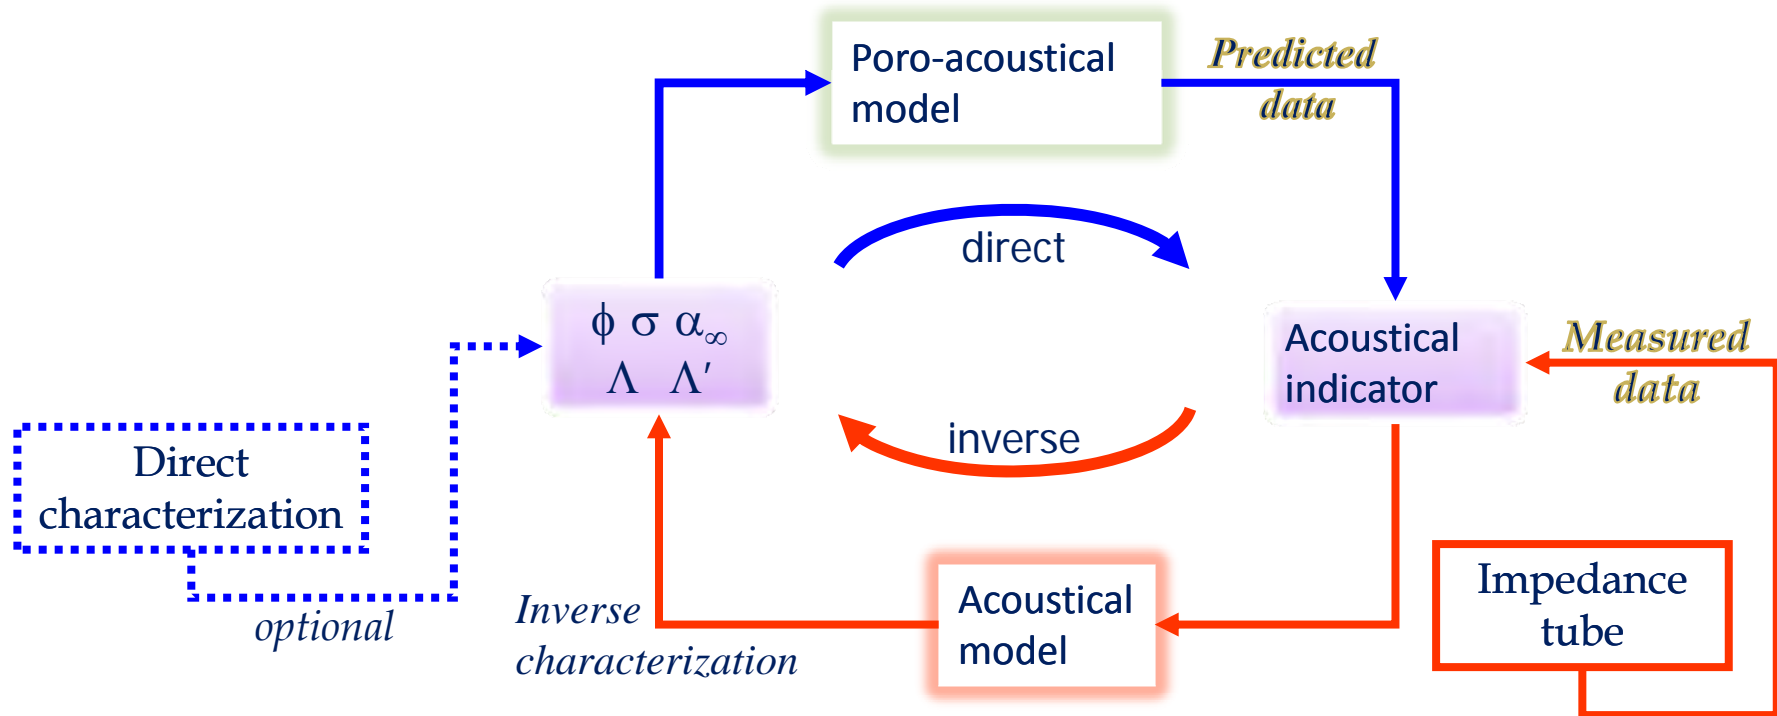 Poro-acoustical
model
Predicted
data
direct
ϕ σ α∞
Λ Λ′
Acoustical
indicator
Measured
data
inverse
Direct
characterization
optional
Inverse
characterization
Acoustical
model
Impedance
tube